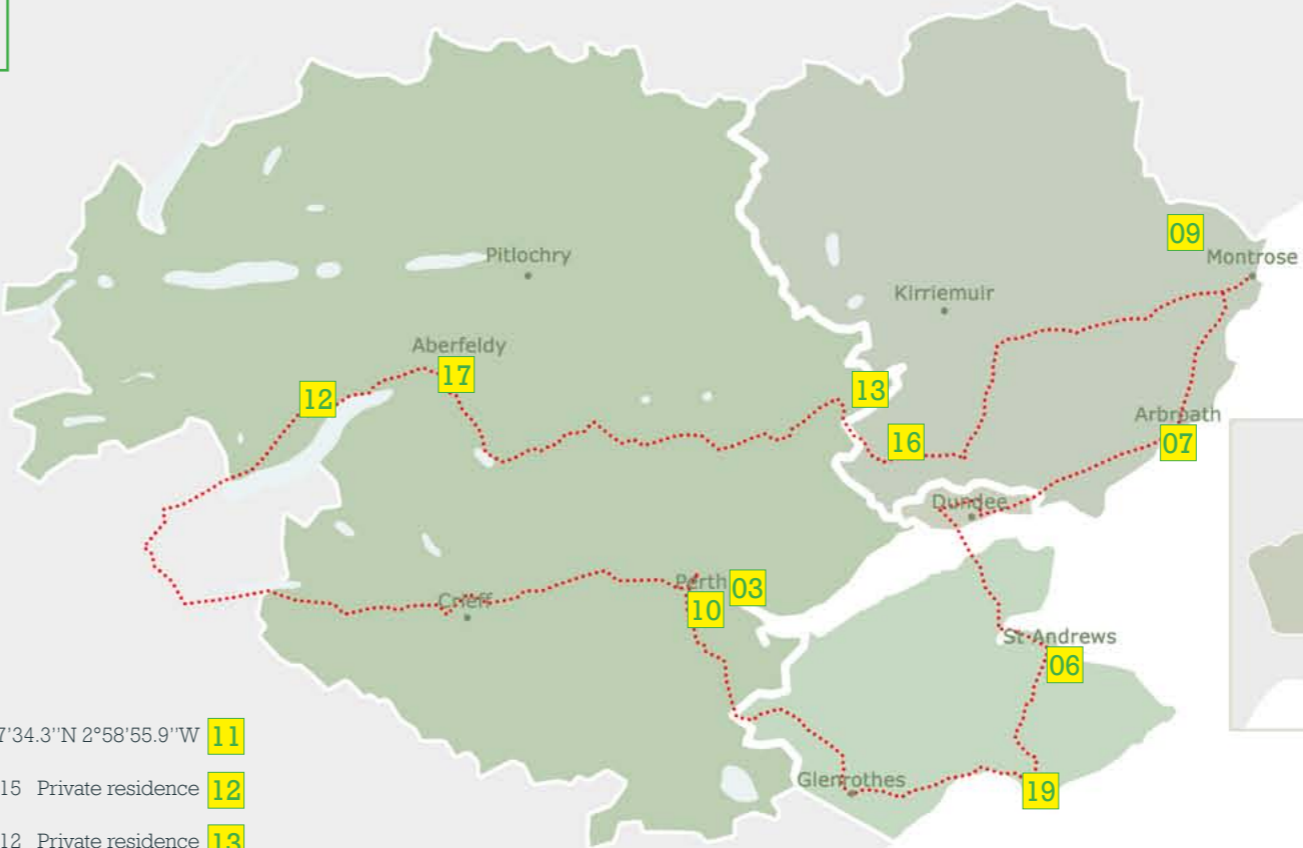 09
Montrose
Pitlochry
Kirriemuir
Aberfeldy
17
12
13
Arbroath
16
07
Dundee
Perth 03
10
Crieff
St Andrews
06
7'34.3''N 2°58'55.9''W 11
15 Private residence 12
Glenrothes
19
12 Private residence 13